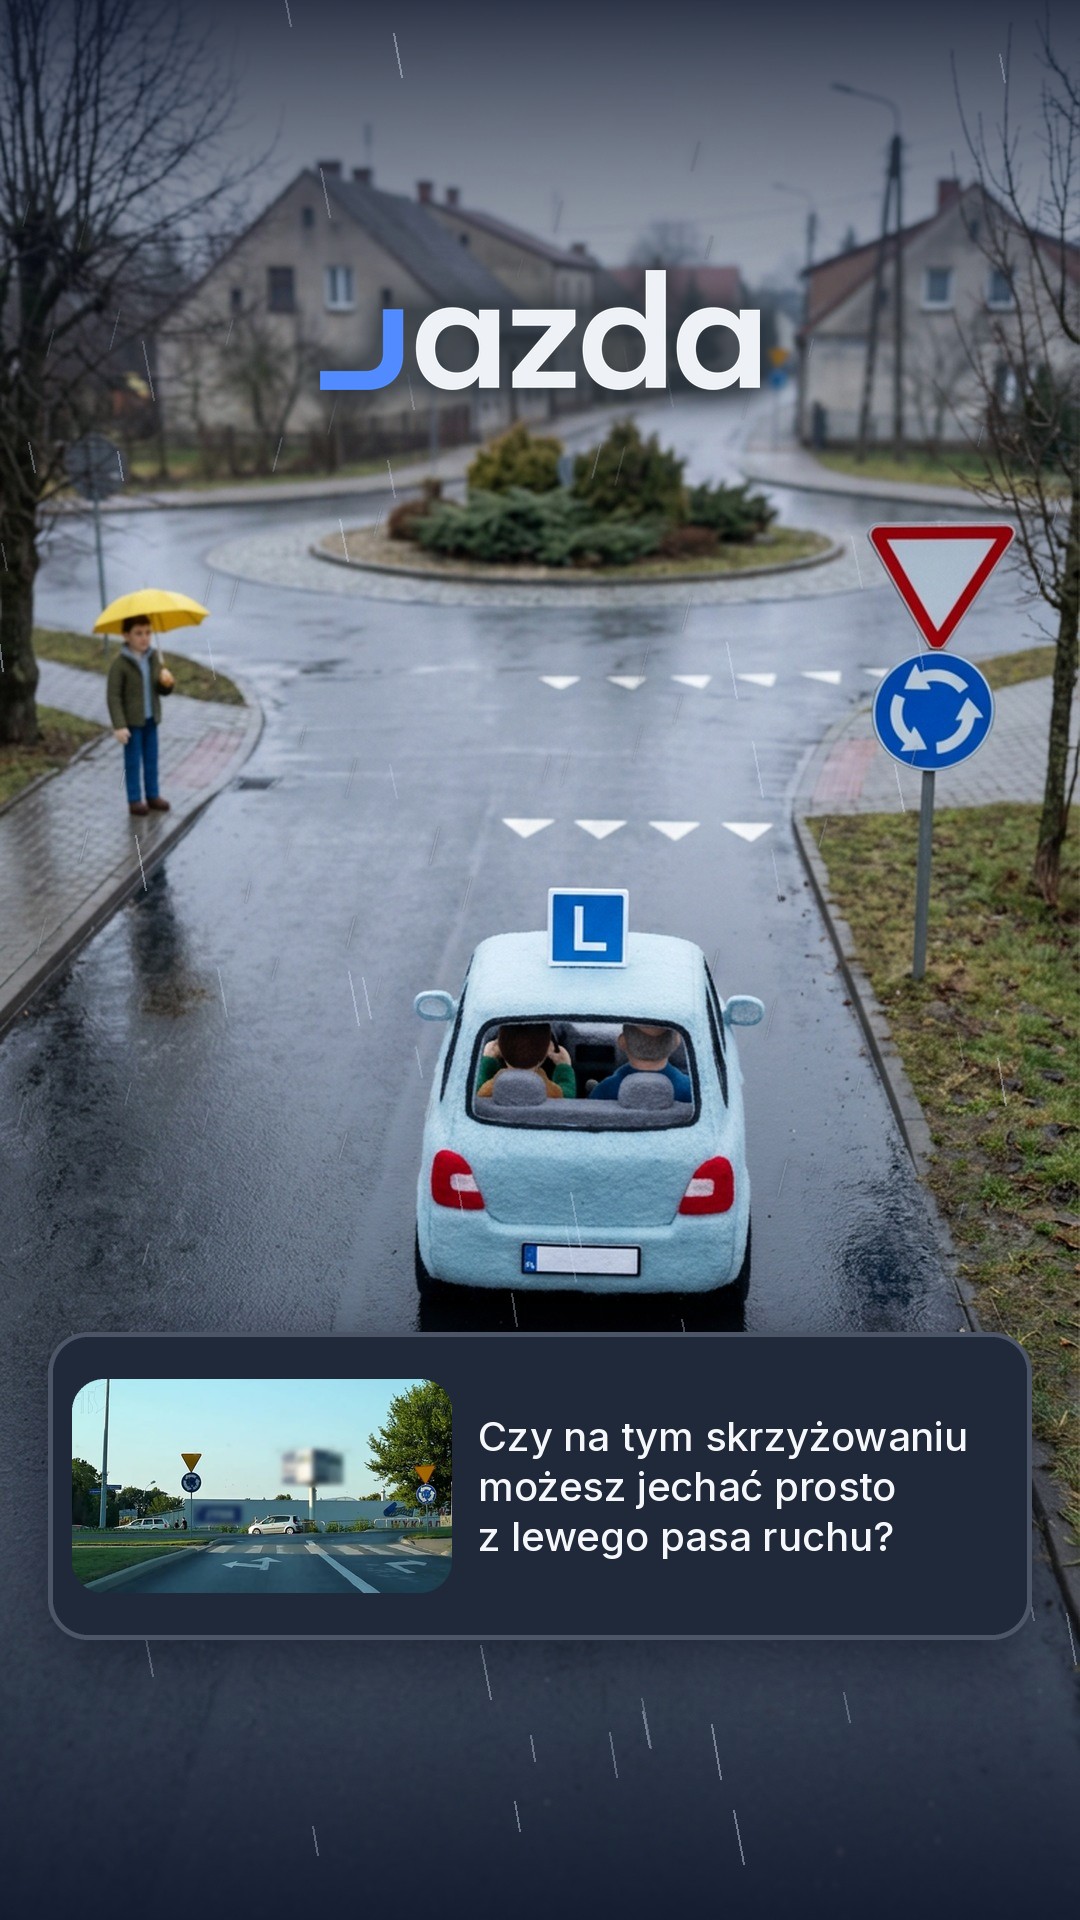 Jazda
L
Czy na tym skrzyżowaniu
możesz jechać prosto
z lewego pasa ruchu?